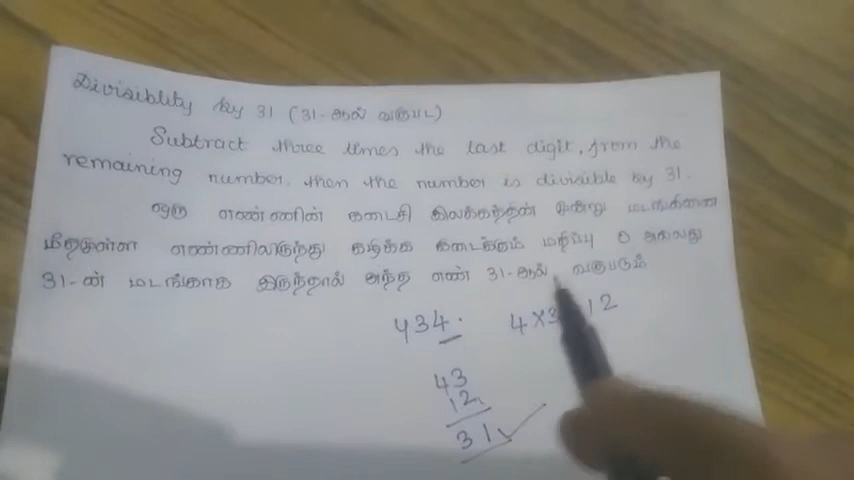 Divisiblity by 31 (31-ஆல் வகுபட)
Subtract three times the last digit, from the
remaining number. then the number is divisible by 31.
ஒரு எண்ணின் கடைசி இலக்கத்தின் மூன்று மடங்கினை
மீதமுள்ள எண்ணிலிருந்து கழிக்க கிடைக்கும் மதிப்பு 0 அல்லது
31-ன் மடங்காக இருந்தால் அந்த எண் 31-ஆல் வகுபடும்
434. 4×3 12
43
12
31✓